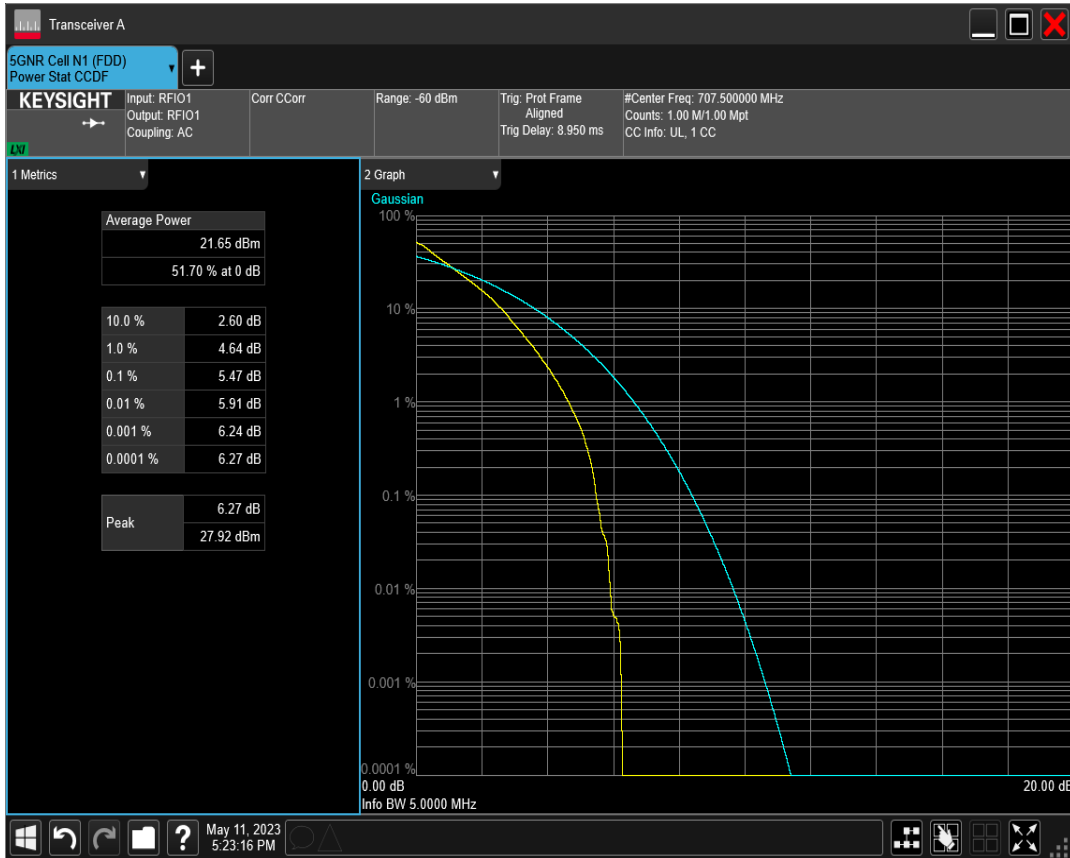 Transceiver A
5GNR Cell N1 (FDD)
Power Stat CCDF
+
KEYSIGHT
LXI
Input: RFIO1
Output: RFIO1
Coupling: AC
Corr CCorr
Range: -60 dBm
Trig: Prot Frame
Aligned
Trig Delay: 8.950 ms
#Center Freq: 707.500000 MHz
Counts: 1.00 M/1.00 Mpt
CC Info: UL, 1 CC
1 Metrics
Average Power
21.65 dBm
51.70 % at 0 dB
10.0 % 2.60 dB
1.0 % 4.64 dB
0.1 % 5.47 dB
0.01 % 5.91 dB
0.001 % 6.24 dB
0.0001 % 6.27 dB
Peak
6.27 dB
27.92 dBm
2 Graph
Gaussian
100 %
10 %
1 %
0.1 %
0.01 %
0.001 %
0.0001 %
0.00 dB 20.00 dB
Info BW 5.0000 MHz
?
May 11, 2023
5:23:16 PM